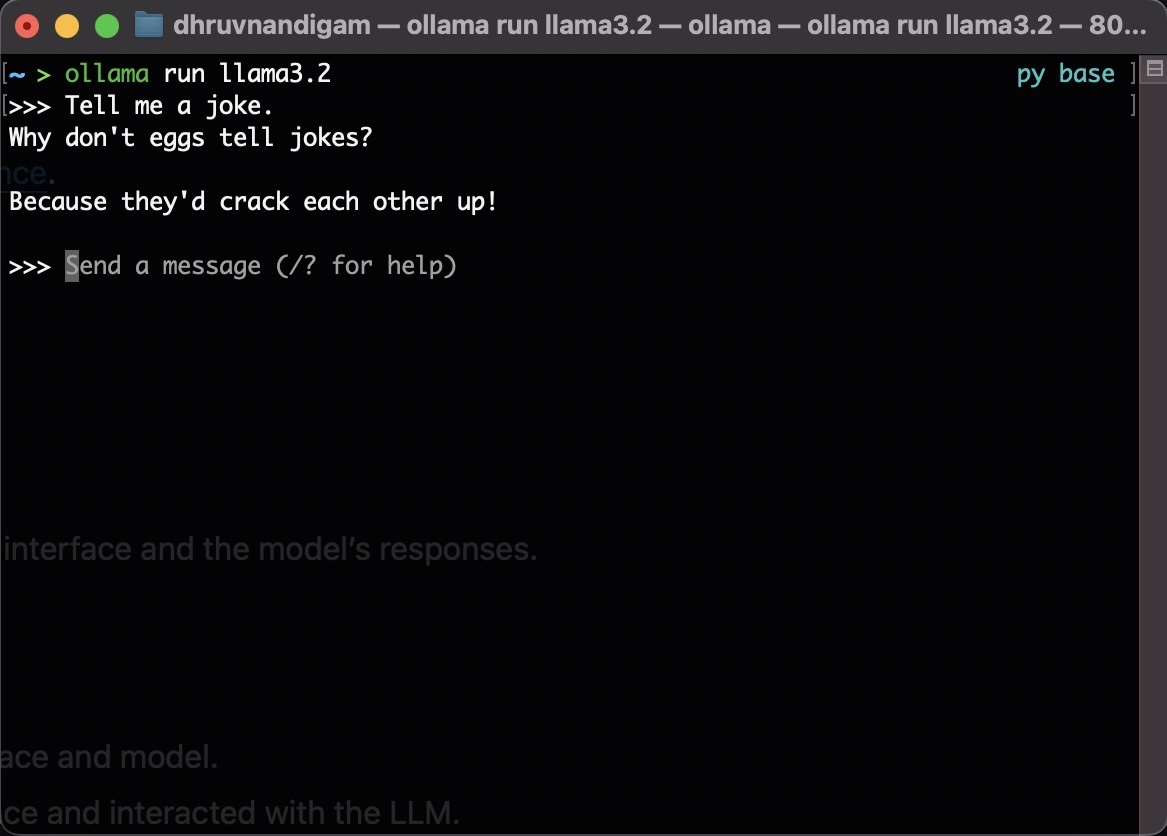 dhruvnandigam — ollama run llama3.2 — ollama — ollama run llama3.2 — 80...
[~ > ollama run llama3.2 py base ]
[>>> Tell me a joke. ]
Why don't eggs tell jokes?
nce.
Because they'd crack each other up!
>>> Send a message (/? for help)
interface and the model’s responses.
ace and model.
ce and interacted with the LLM.